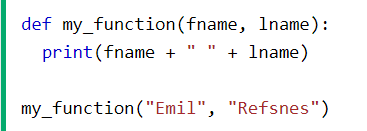 def my_function(fname, lname):
  print(fname + " " + lname)

my_function("Emil", "Refsnes")